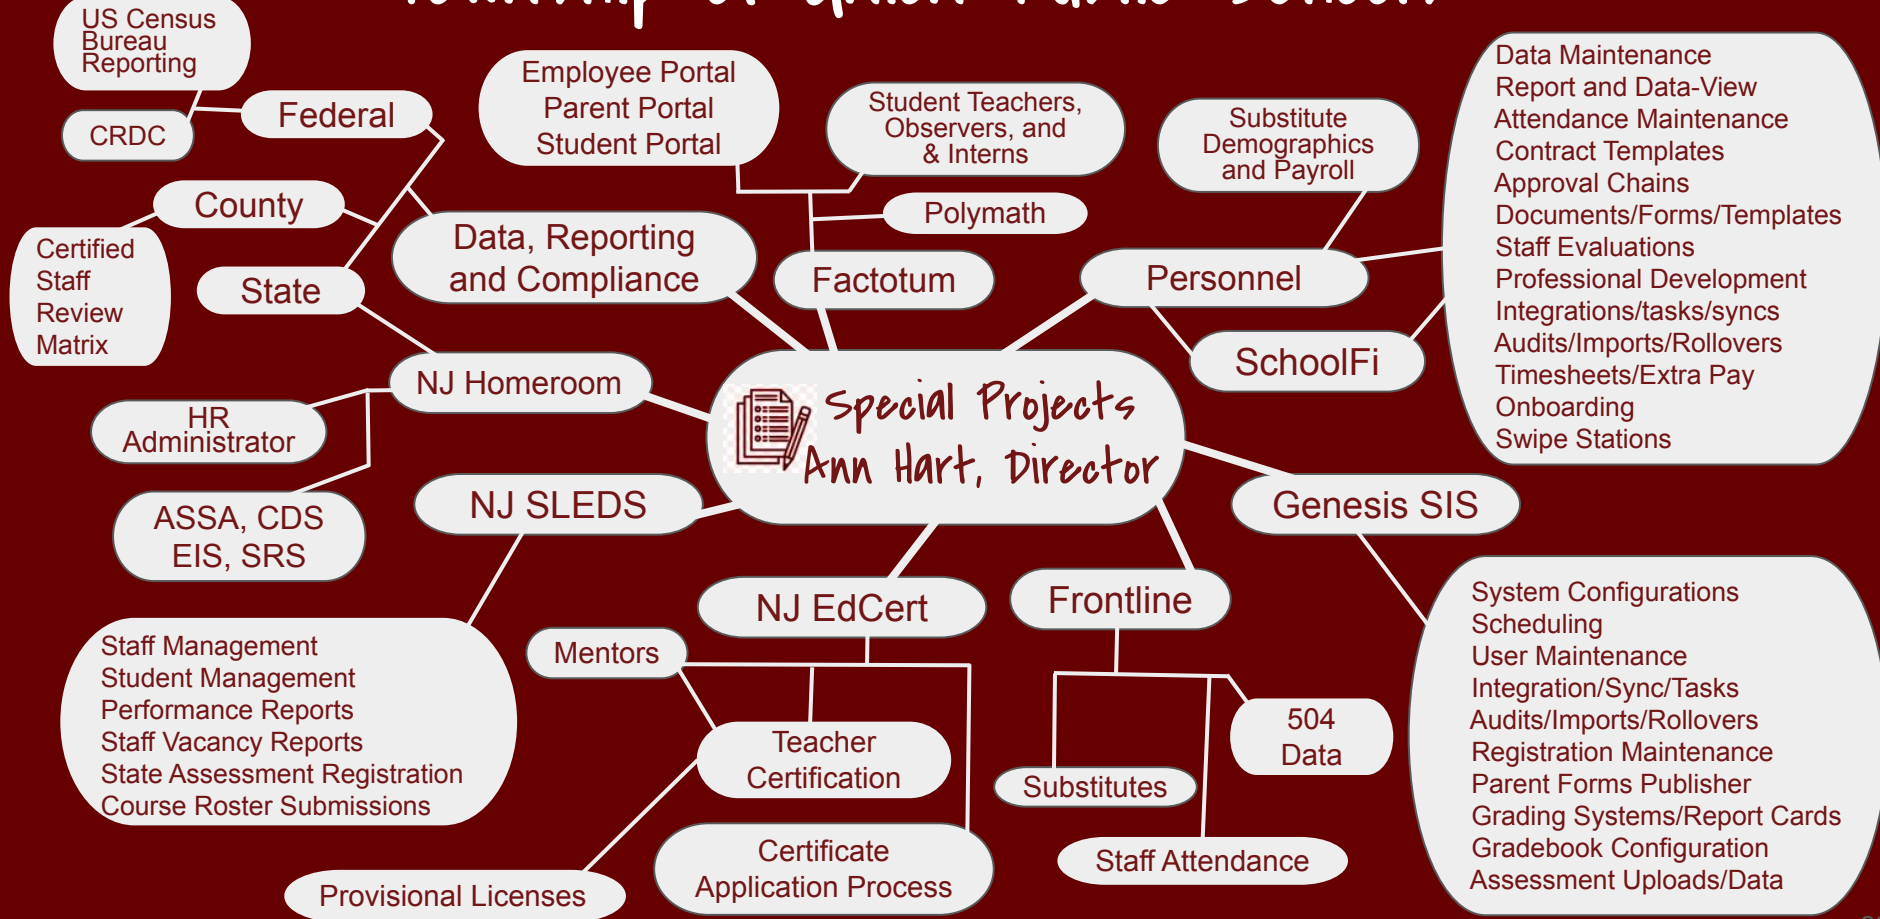 Township of Union Public Schools
US Census
Bureau
Reporting
CRDC
Federal
County
Certified
Staff
Review
Matrix
State
Data, Reporting
and Compliance
Employee Portal
Parent Portal
Student Portal
Student Teachers,
Observers, and
& Interns
Polymath
Factotum
Substitute
Demographics
and Payroll
Personnel
SchoolFi
Data Maintenance
Report and Data-View
Attendance Maintenance
Contract Templates
Approval Chains
Documents/Forms/Templates
Staff Evaluations
Professional Development
Integrations/tasks/syncs
Audits/Imports/Rollovers
Timesheets/Extra Pay
Onboarding
Swipe Stations
NJ Homeroom
HR
Administrator
ASSA, CDS
EIS, SRS
Special Projects
Ann Hart, Director
NJ SLEDS
Staff Management
Student Management
Performance Reports
Staff Vacancy Reports
State Assessment Registration
Course Roster Submissions
NJ EdCert
Mentors
Teacher
Certification
Provisional Licenses
Certificate
Application Process
Frontline
Substitutes
504
Data
Staff Attendance
Genesis SIS
System Configurations
Scheduling
User Maintenance
Integration/Sync/Tasks
Audits/Imports/Rollovers
Registration Maintenance
Parent Forms Publisher
Grading Systems/Report Cards
Gradebook Configuration
Assessment Uploads/Data